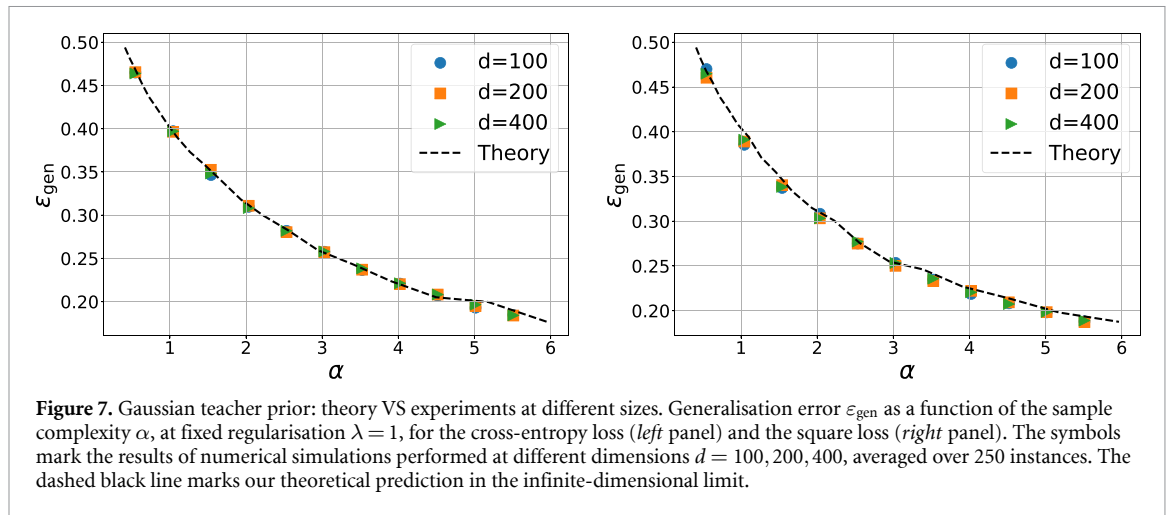 0.50
0.45
0.40
0.35
0.30
0.25
0.20
ε_gen
1 2 3 4 5 6
α
d=100
d=200
d=400
Theory
0.50
0.45
0.40
0.35
0.30
0.25
0.20
ε_gen
1 2 3 4 5 6
α
d=100
d=200
d=400
Theory
Figure 7. Gaussian teacher prior: theory VS experiments at different sizes. Generalisation error ε_gen as a function of the sample
complexity α, at fixed regularisation λ = 1, for the cross-entropy loss (left panel) and the square loss (right panel). The symbols
mark the results of numerical simulations performed at different dimensions d = 100, 200, 400, averaged over 250 instances. The
dashed black line marks our theoretical prediction in the infinite-dimensional limit.